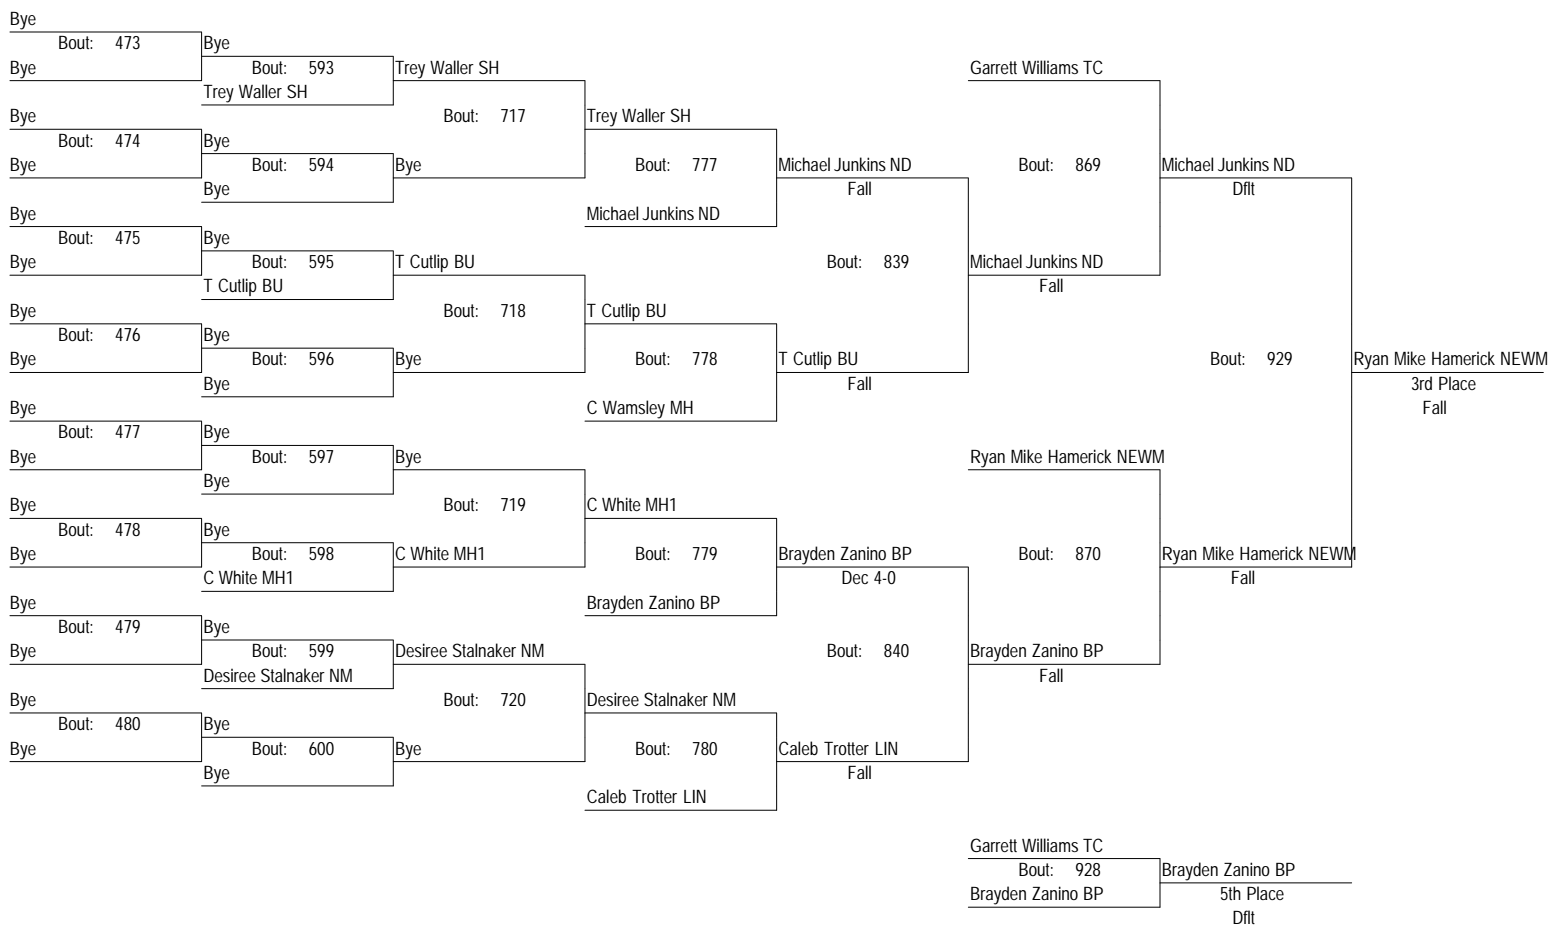 Bye
Bout: 473 Bye
Bye Bout: 593 Trey Waller SH Garrett Williams TC
Trey Waller SH
Bye Bout: 717 Trey Waller SH
Bout: 474 Bye
Bye Bout: 594 Bye Bout: 777 Michael Junkins ND Bout: 869 Michael Junkins ND
Bye Fall Dflt
Bye Michael Junkins ND
Bout: 475 Bye
Bye Bout: 595 T Cutlip BU Bout: 839 Michael Junkins ND
T Cutlip BU Fall
Bye Bout: 718 T Cutlip BU
Bout: 476 Bye
Bye Bout: 596 Bye Bout: 778 T Cutlip BU Bout: 929 Ryan Mike Hamerick NEWM
Bye Fall 3rd Place
Bye C Wamsley MH Fall
Bout: 477 Bye
Bye Bout: 597 Bye Ryan Mike Hamerick NEWM
Bye
Bye Bout: 719 C White MH1
Bout: 478 Bye
Bye Bout: 598 C White MH1 Bout: 779 Brayden Zanino BP Bout: 870 Ryan Mike Hamerick NEWM
C White MH1 Dec 4-0 Fall
Bye Brayden Zanino BP
Bout: 479 Bye
Bye Bout: 599 Desiree Stalnaker NM Bout: 840 Brayden Zanino BP
Desiree Stalnaker NM Fall
Bye Bout: 720 Desiree Stalnaker NM
Bout: 480 Bye
Bye Bout: 600 Bye Bout: 780 Caleb Trotter LIN
Bye Fall
Caleb Trotter LIN
Garrett Williams TC
Bout: 928 Brayden Zanino BP
Brayden Zanino BP 5th Place
Dflt